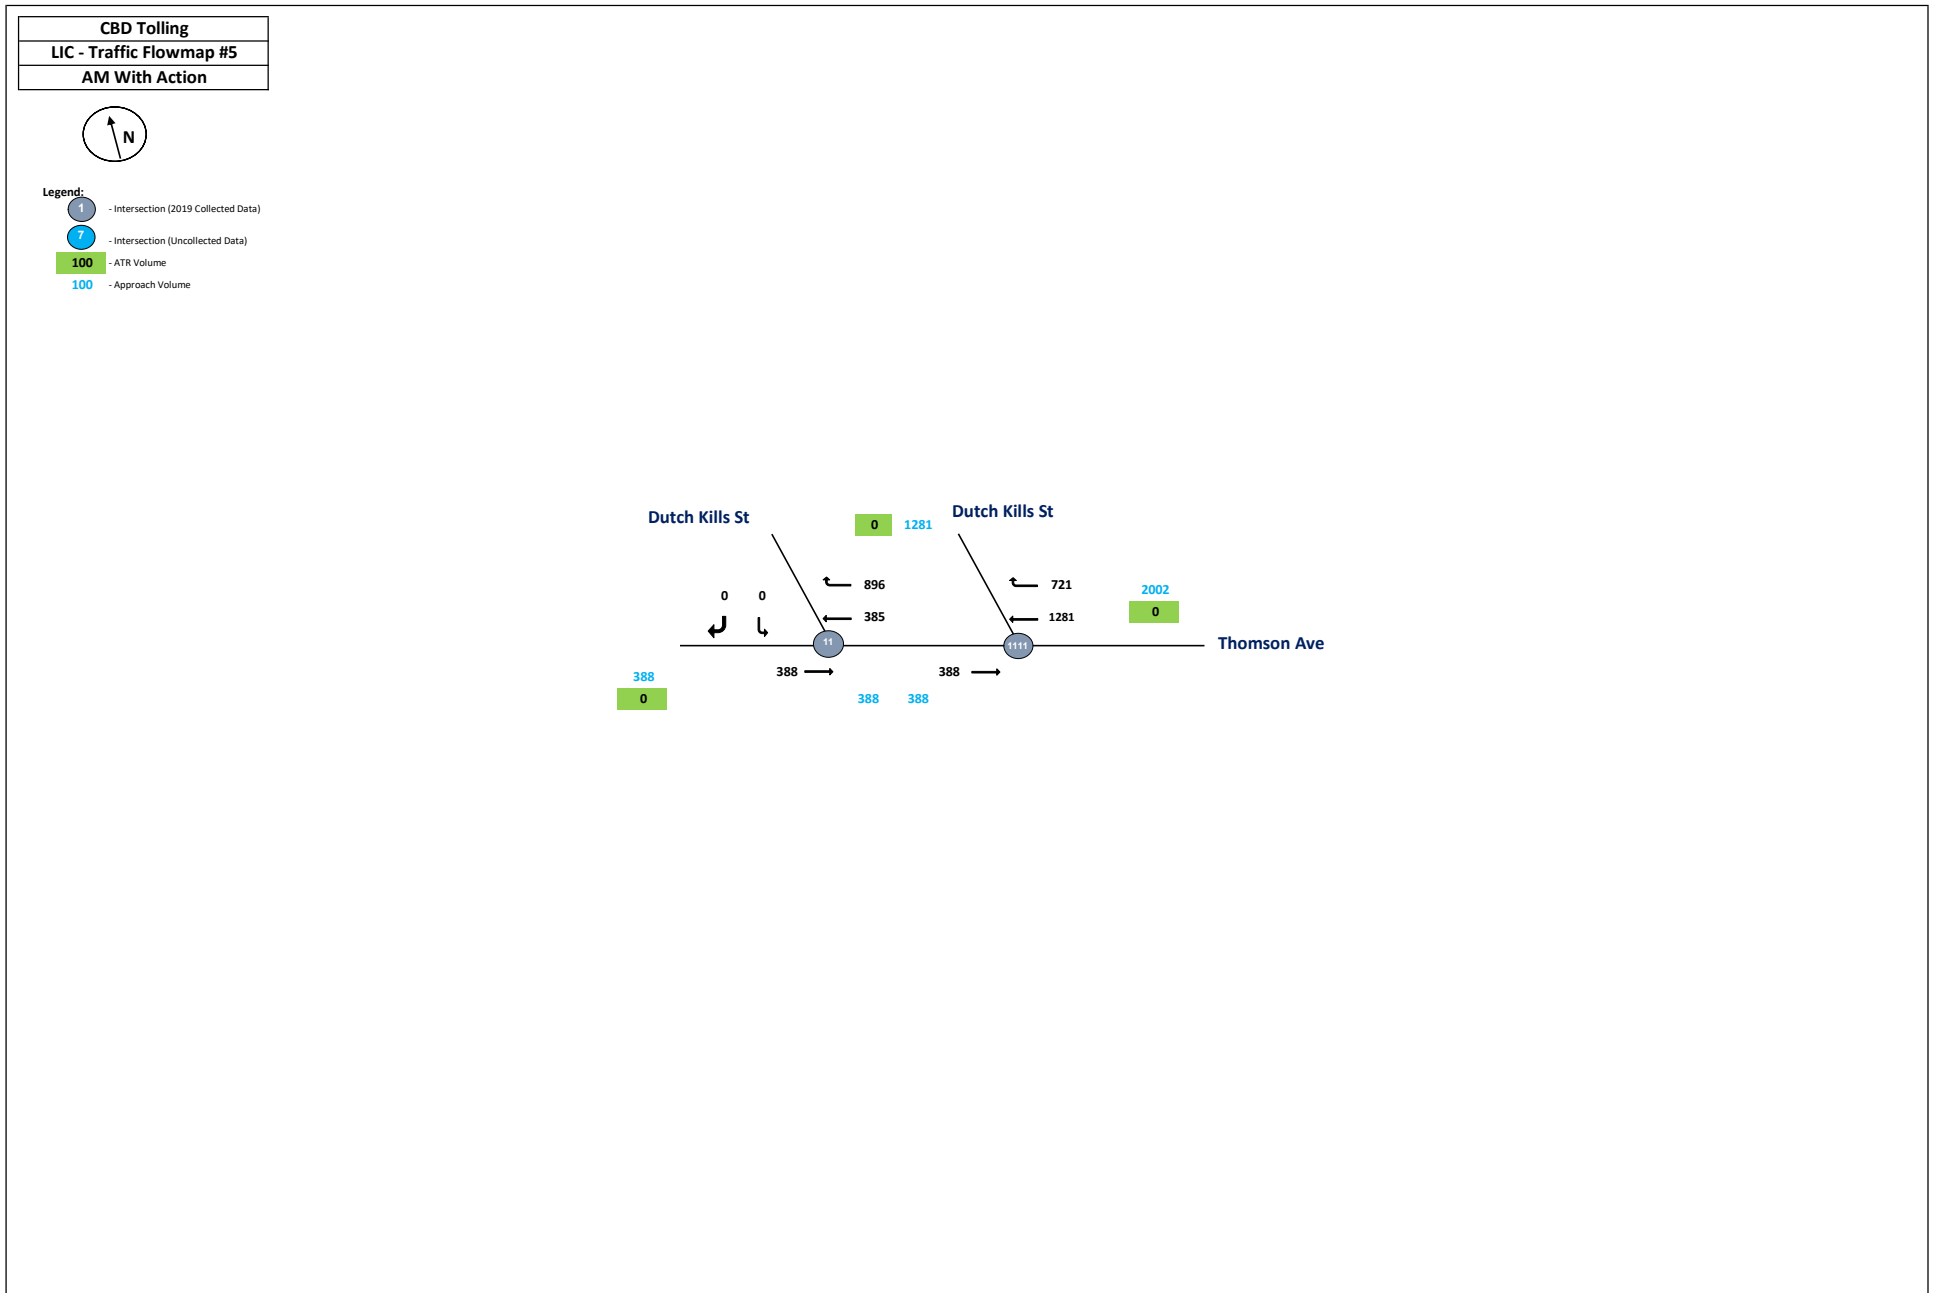 CBD Tolling
LIC - Traffic Flowmap #5
AM With Action
N
Legend:
1 - Intersection (2019 Collected Data)
7 - Intersection (Uncollected Data)
100 - ATR Volume
100 - Approach Volume
Dutch Kills St
0 1281
Dutch Kills St
896
721
2002
0 0
385
1281
0
11
1111
Thomson Ave
388
388
388
388 388
0